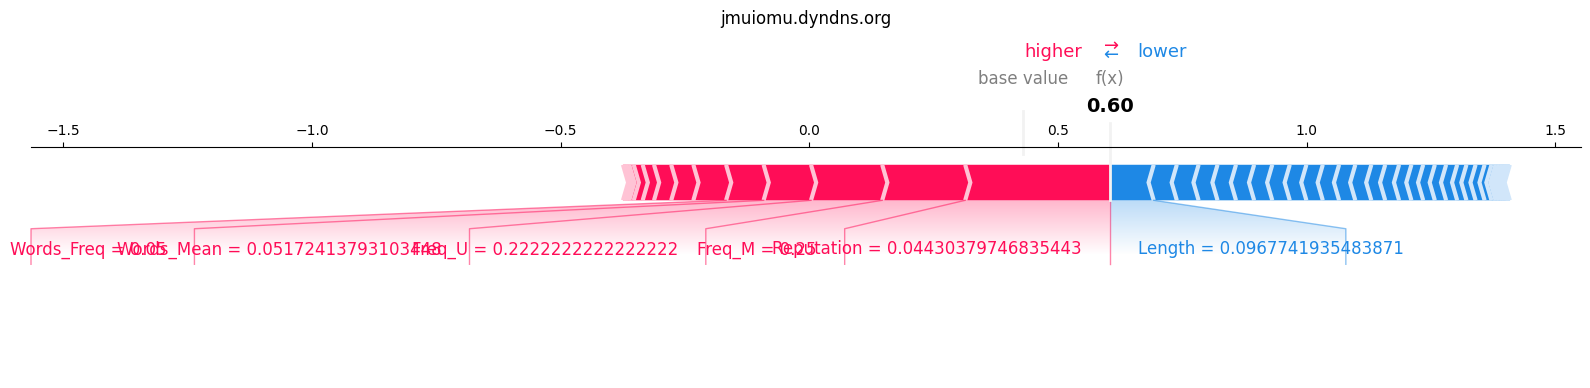 jmuiomu.dyndns.org
higher ⇄ lower
base value f(x)
0.60
−1.5 −1.0 −0.5 0.0 0.5 1.0 1.5
Words_Freq = 0.05 Words_Mean = 0.05172413793103448 Freq_U = 0.2222222222222222 Freq_M = 0.25 Reputation = 0.04430379746835443 Length = 0.0967741935483871